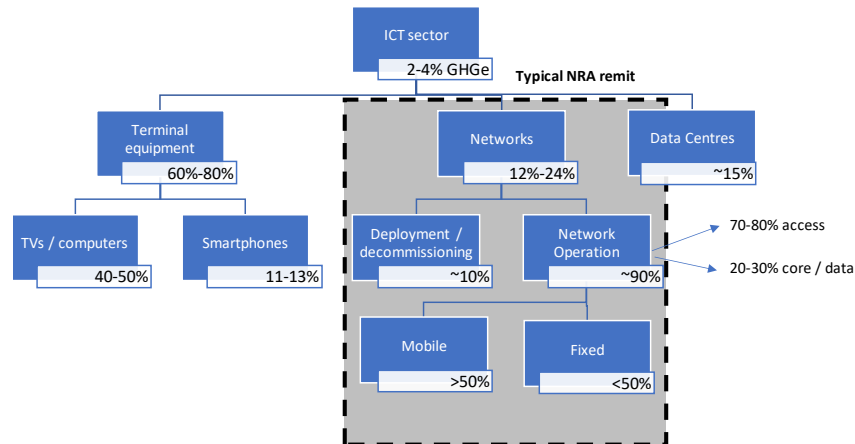 ICT sector
2-4% GHGe
Typical NRA remit
Terminal
equipment
60%-80%
Networks
12%-24%
Data Centres
~15%
TVs / computers
40-50%
Smartphones
11-13%
Deployment /
decommissioning
~10%
Network
Operation
~90%
70-80% access
20-30% core / data
Mobile
>50%
Fixed
<50%